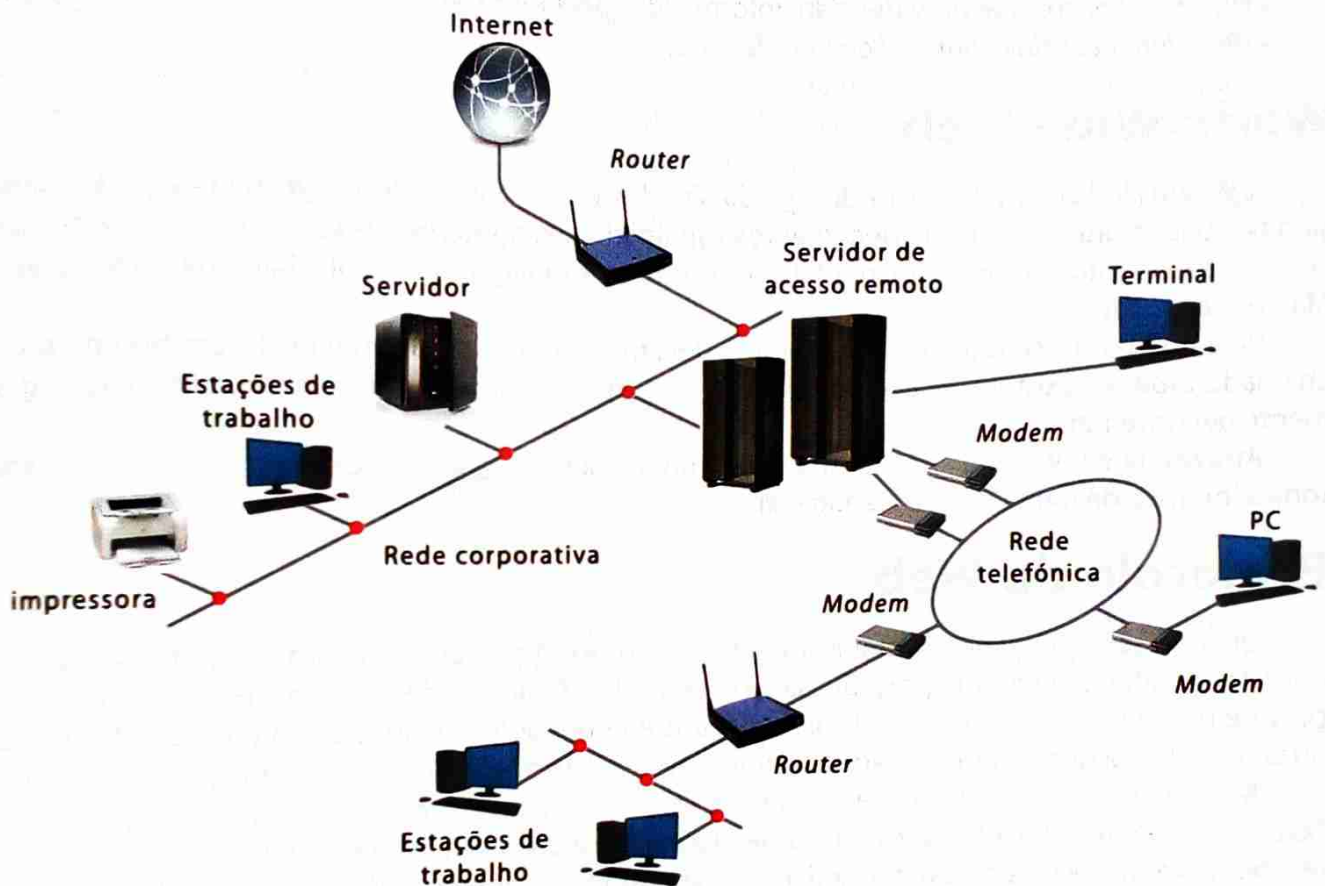 Internet
Router
Servidor de
acesso remoto
Terminal
Servidor
Estações de
trabalho
Modem
PC
Rede
telefónica
Rede corporativa
impressora
Modem
Modem
Router
Estações de
trabalho